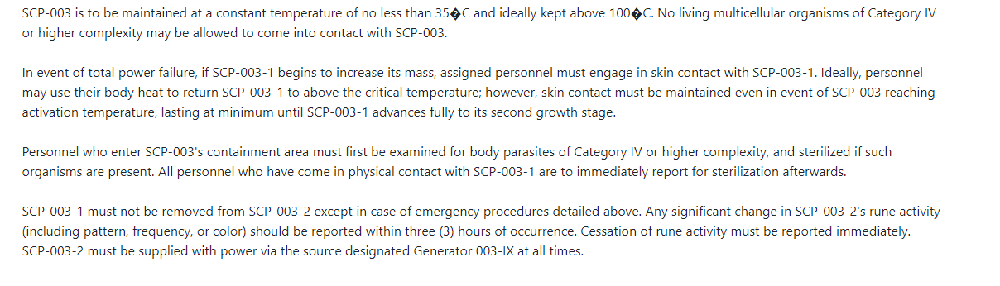 SCP-003 is to be maintained at a constant temperature of no less than 35�C and ideally kept above 100�C. No living multicellular organisms of Category IV
or higher complexity may be allowed to come into contact with SCP-003.
In event of total power failure, if SCP-003-1 begins to increase its mass, assigned personnel must engage in skin contact with SCP-003-1. Ideally, personnel
may use their body heat to return SCP-003-1 to above the critical temperature; however, skin contact must be maintained even in event of SCP-003 reaching
activation temperature, lasting at minimum until SCP-003-1 advances fully to its second growth stage.
Personnel who enter SCP-003's containment area must first be examined for body parasites of Category IV or higher complexity, and sterilized if such
organisms are present. All personnel who have come in physical contact with SCP-003-1 are to immediately report for sterilization afterwards.
SCP-003-1 must not be removed from SCP-003-2 except in case of emergency procedures detailed above. Any significant change in SCP-003-2's rune activity
(including pattern, frequency, or color) should be reported within three (3) hours of occurrence. Cessation of rune activity must be reported immediately.
SCP-003-2 must be supplied with power via the source designated Generator 003-IX at all times.